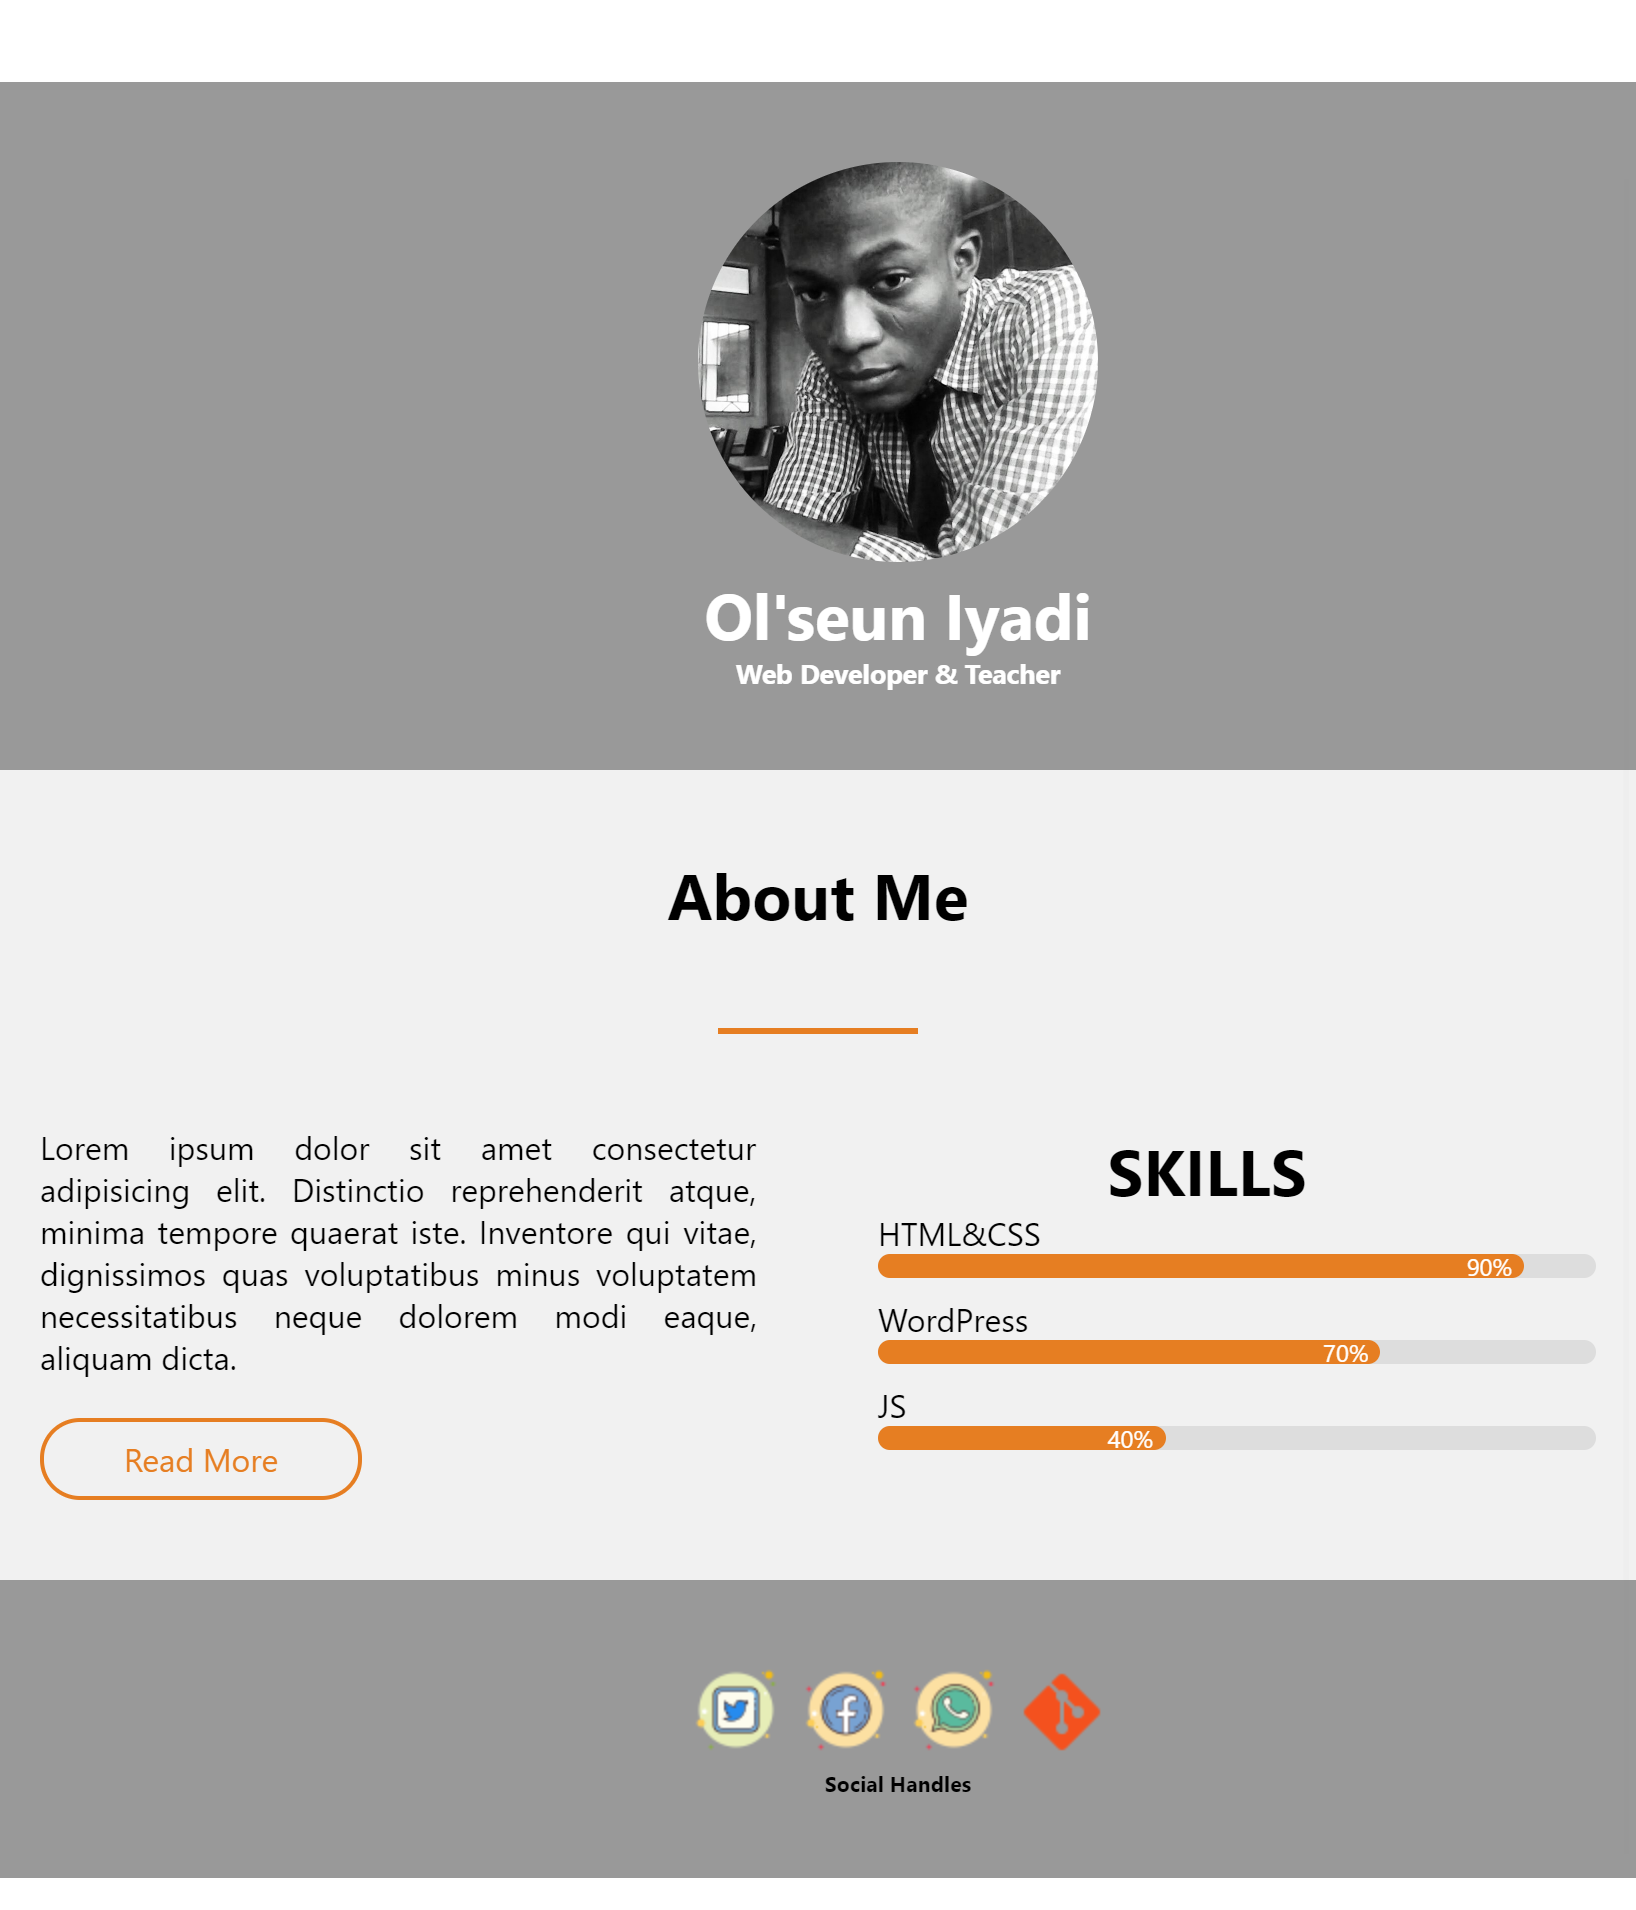 Ol'seun Iyadi
Web Developer & Teacher
About Me
Lorem ipsum dolor sit amet consectetur
adipisicing elit. Distinctio reprehenderit atque,
minima tempore quaerat iste. Inventore qui vitae,
dignissimos quas voluptatibus minus voluptatem
necessitatibus neque dolorem modi eaque,
aliquam dicta.
Read More
SKILLS
HTML&CSS
90%
WordPress
70%
JS
40%
Social Handles